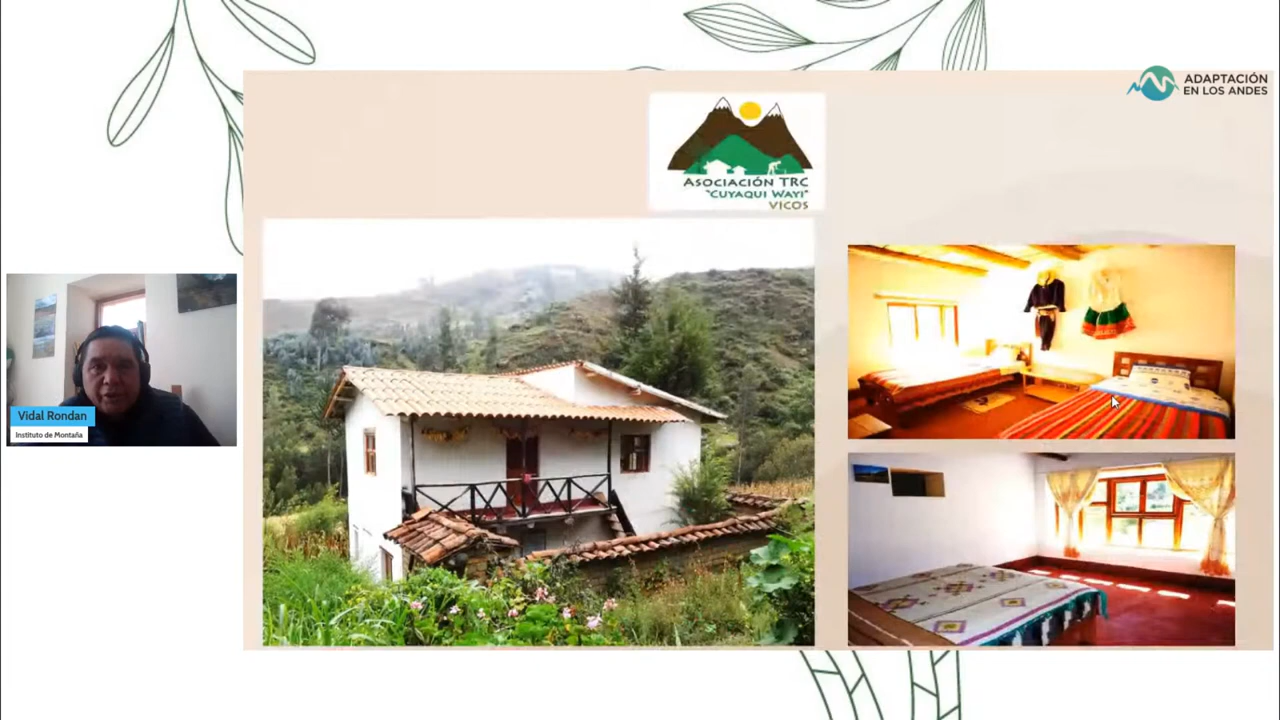 ADAPTACIÓN
EN LOS ANDES
ASOCIACIÓN TRC
"CUYAQUI WAYI"
VICOS
Vidal Rondan
Instituto de Montaña